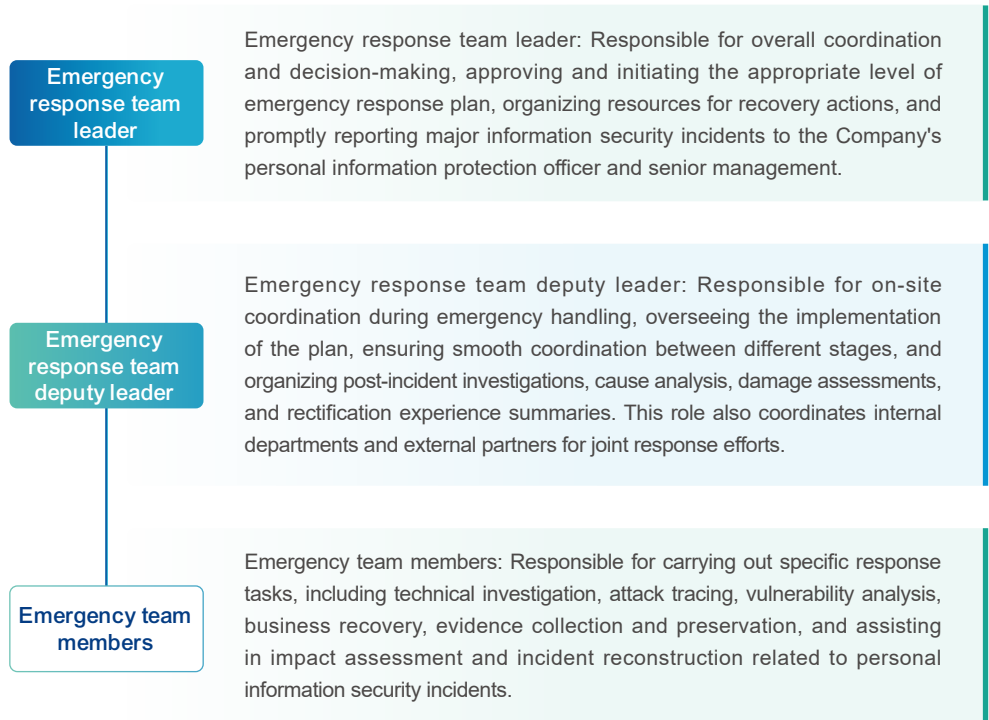 Emergency
response team
leader
Emergency response team leader: Responsible for overall coordination
and decision-making, approving and initiating the appropriate level of
emergency response plan, organizing resources for recovery actions, and
promptly reporting major information security incidents to the Company's
personal information protection officer and senior management.
Emergency
response team
deputy leader
Emergency response team deputy leader: Responsible for on-site
coordination during emergency handling, overseeing the implementation
of the plan, ensuring smooth coordination between different stages, and
organizing post-incident investigations, cause analysis, damage assessments,
and rectification experience summaries. This role also coordinates internal
departments and external partners for joint response efforts.
Emergency team
members
Emergency team members: Responsible for carrying out specific response
tasks, including technical investigation, attack tracing, vulnerability analysis,
business recovery, evidence collection and preservation, and assisting
in impact assessment and incident reconstruction related to personal
information security incidents.